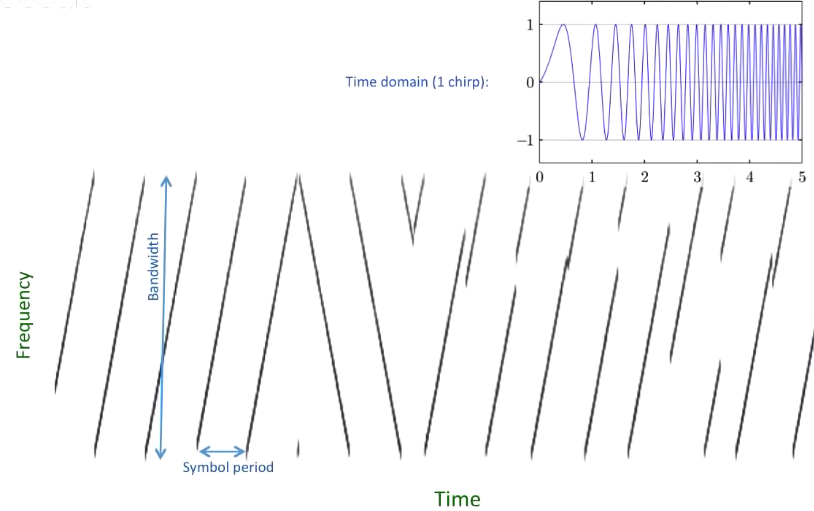 1
Time domain (1 chirp):
0
−1
0 1 2 3 4 5
Bandwidth
Frequency
Symbol period
Time